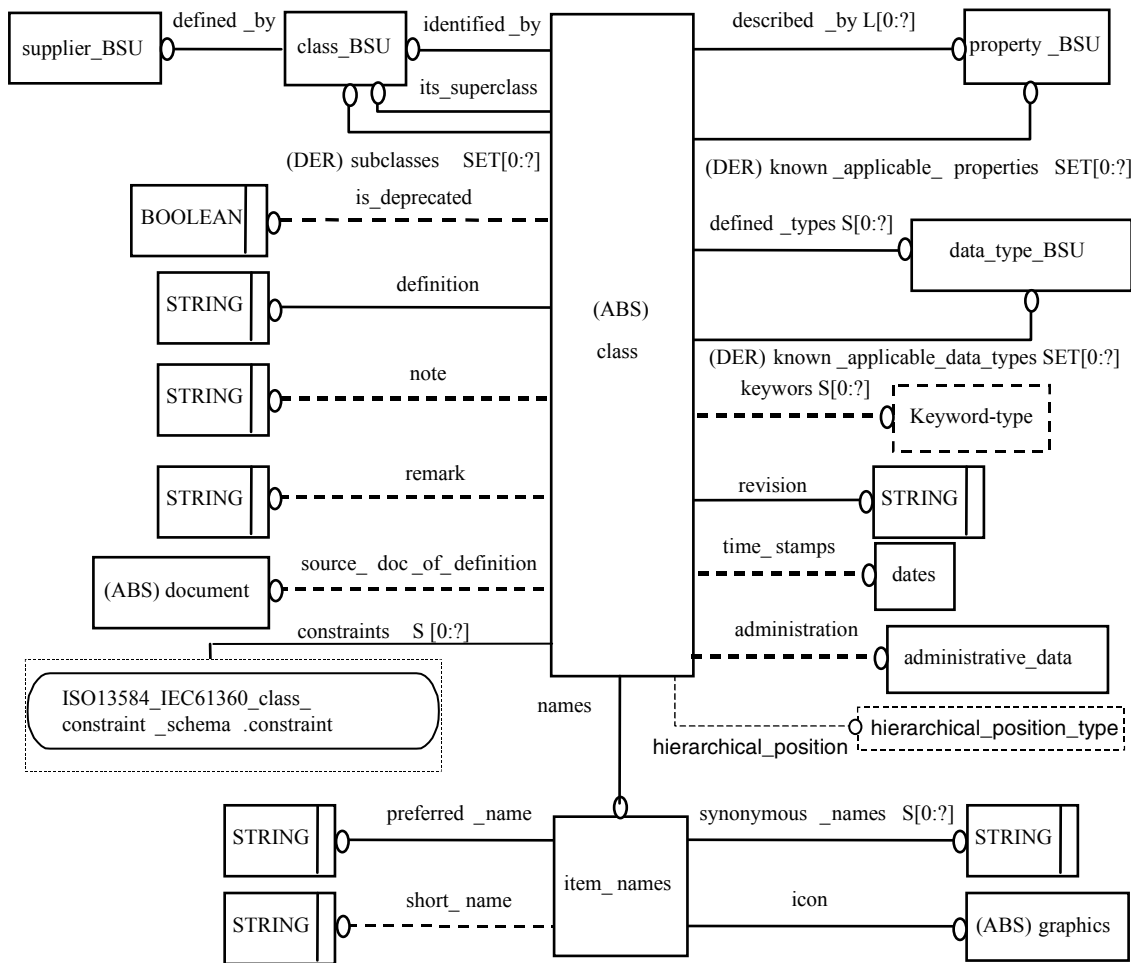 defined _by
identified _by
described _by L[0:?]
supplier_BSU
class_BSU
property _BSU
its_superclass
(DER) subclasses SET[0:?]
(DER) known _applicable_ properties SET[0:?]
is_deprecated
BOOLEAN
defined _types S[0:?]
data_type_BSU
definition
STRING
(ABS)
class
(DER) known _applicable_data_types SET[0:?]
note
STRING
keywors S[0:?]
Keyword-type
remark
STRING
revision
STRING
source_ doc _of_definition
(ABS) document
time_ stamps
dates
constraints S [0:?]
administration
administrative_data
ISO13584_IEC61360_class_
constraint _schema .constraint
names
hierarchical_position
hierarchical_position_type
preferred _name
STRING
synonymous _names S[0:?]
STRING
item_ names
short_ name
STRING
icon
(ABS) graphics